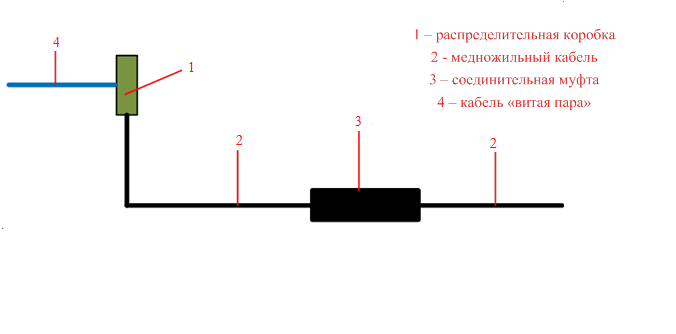 1 – распределительная коробка
2 - медножильный кабель
3 – соединительная муфта
4 – кабель «витая пара»
4
1
3
2
2